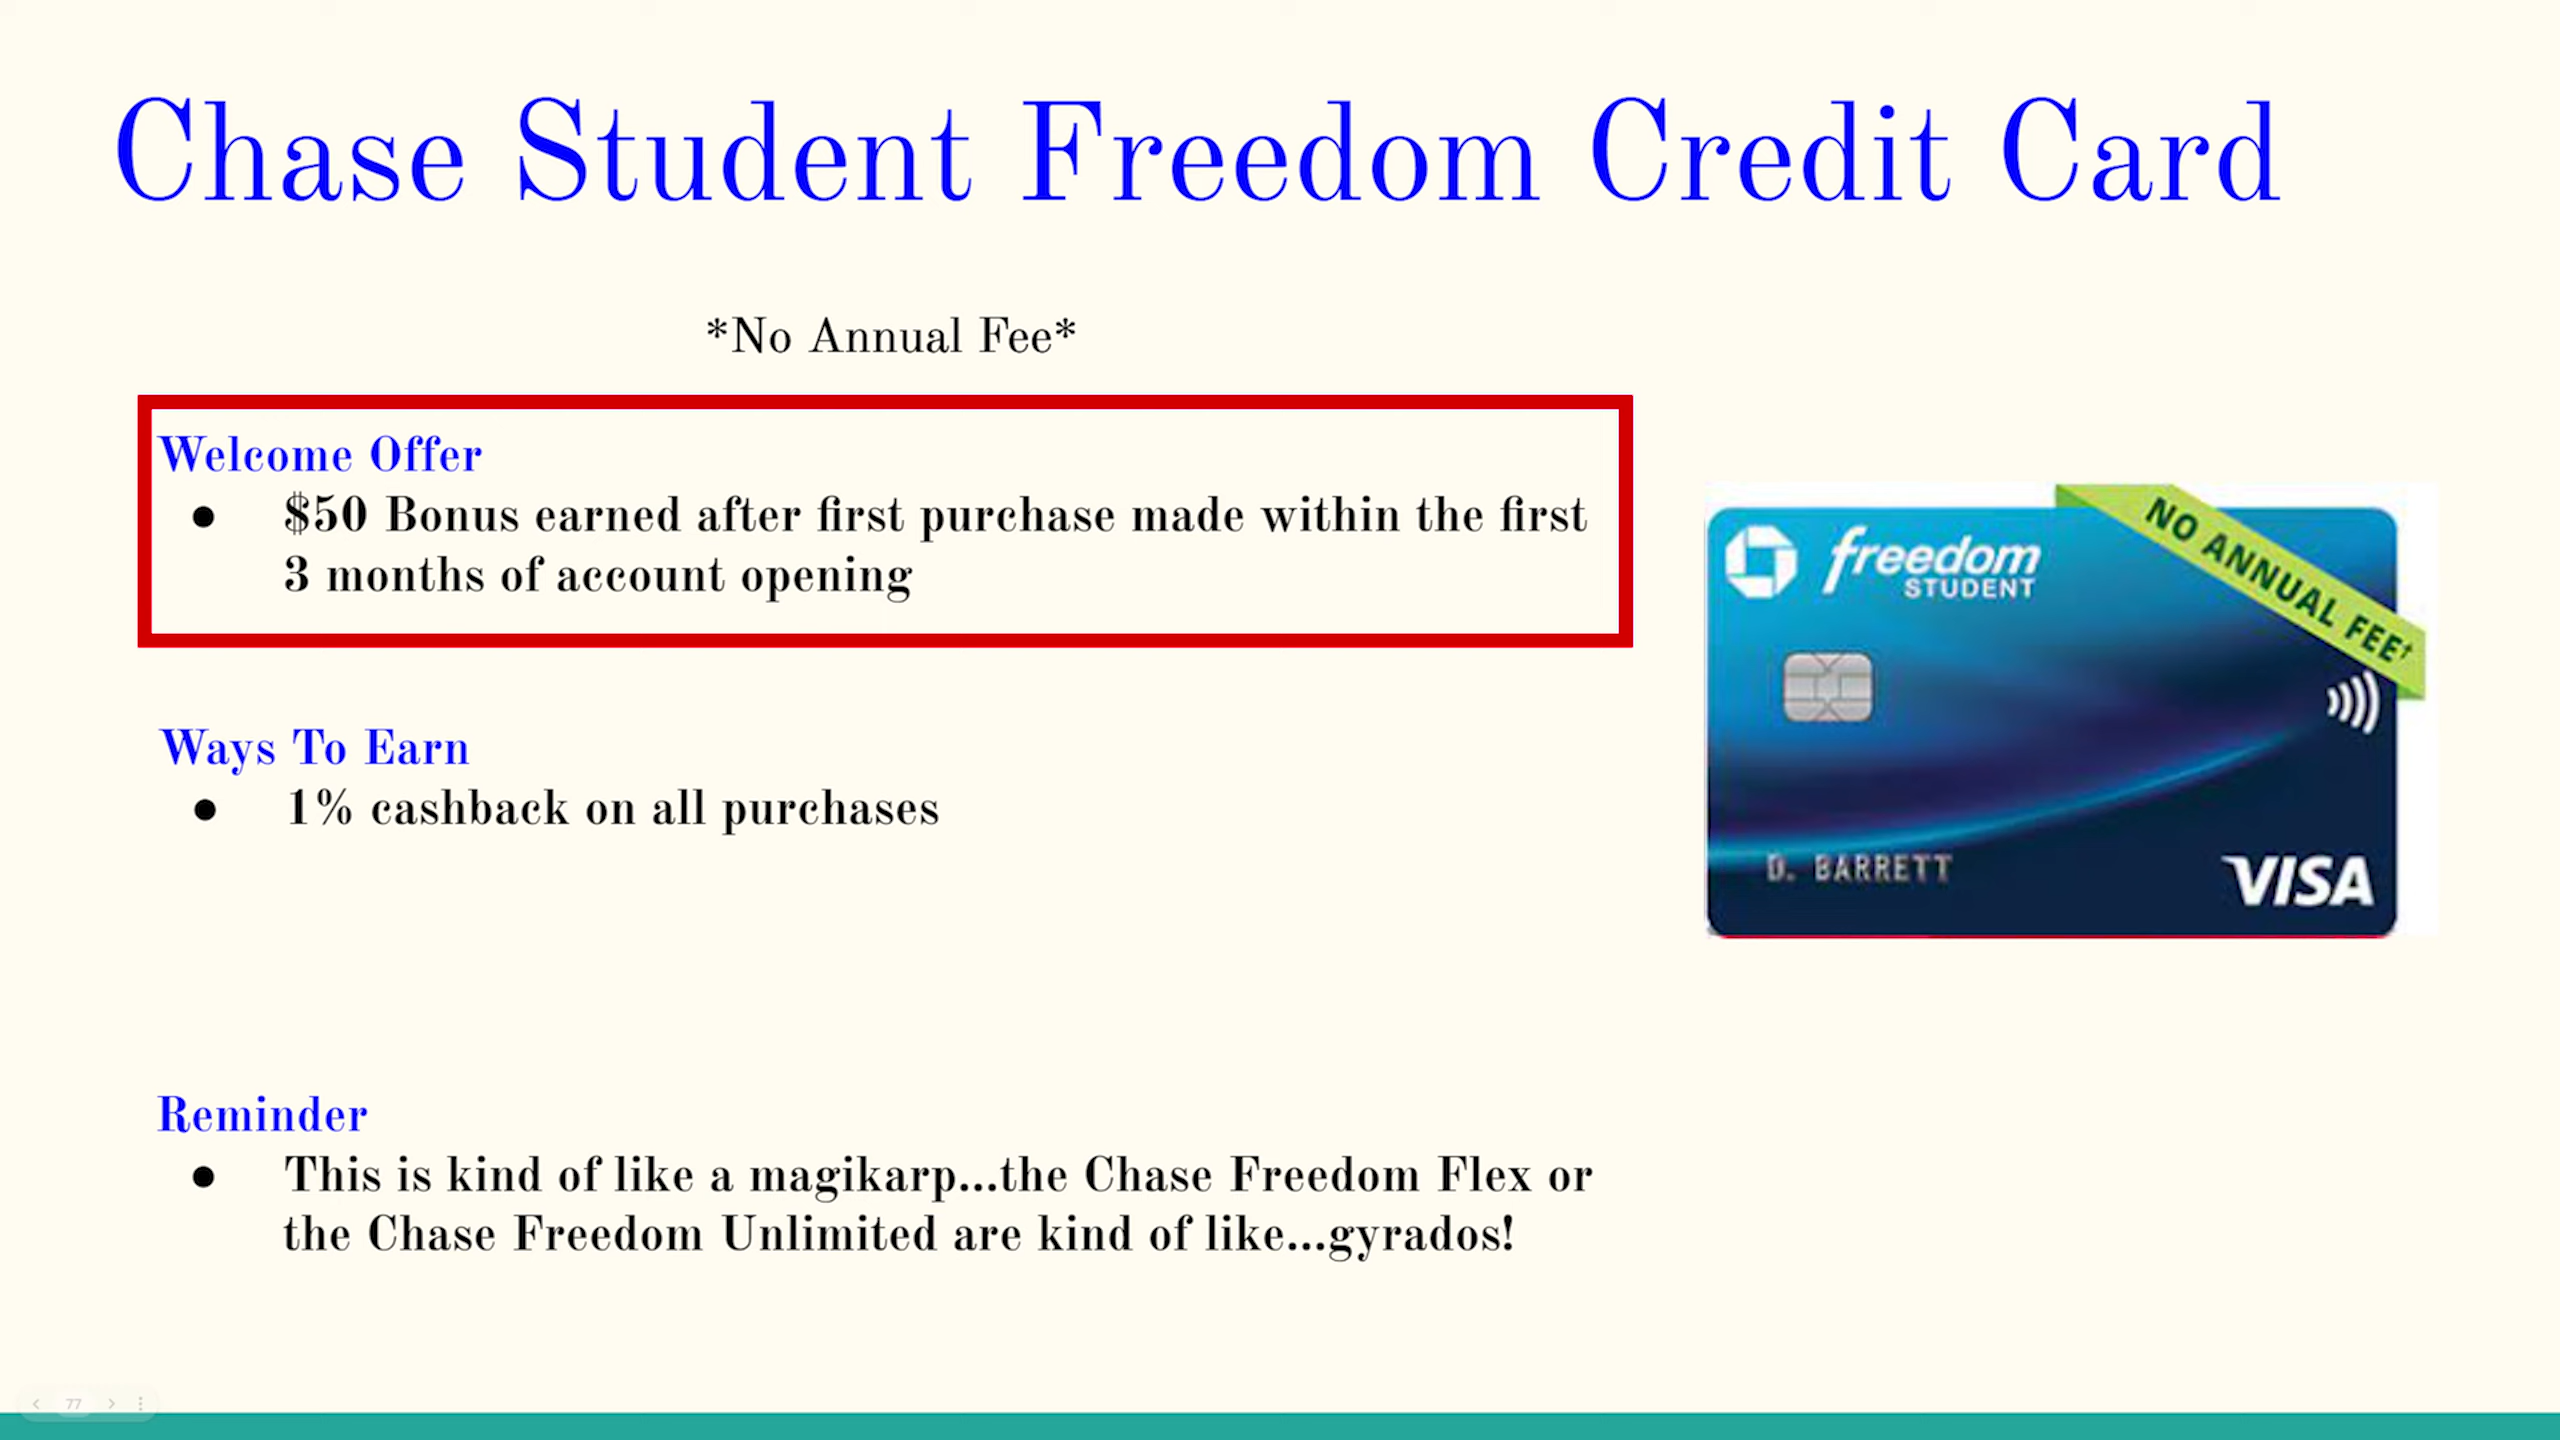 Chase Student Freedom Credit Card
*No Annual Fee*
Welcome Offer
● $50 Bonus earned after first purchase made within the first
3 months of account opening
freedom
STUDENT
NO ANNUAL FEE†
Ways To Earn
● 1% cashback on all purchases
D. BARRETT
VISA
Reminder
● This is kind of like a magikarp...the Chase Freedom Flex or
the Chase Freedom Unlimited are kind of like...gyrados!
77